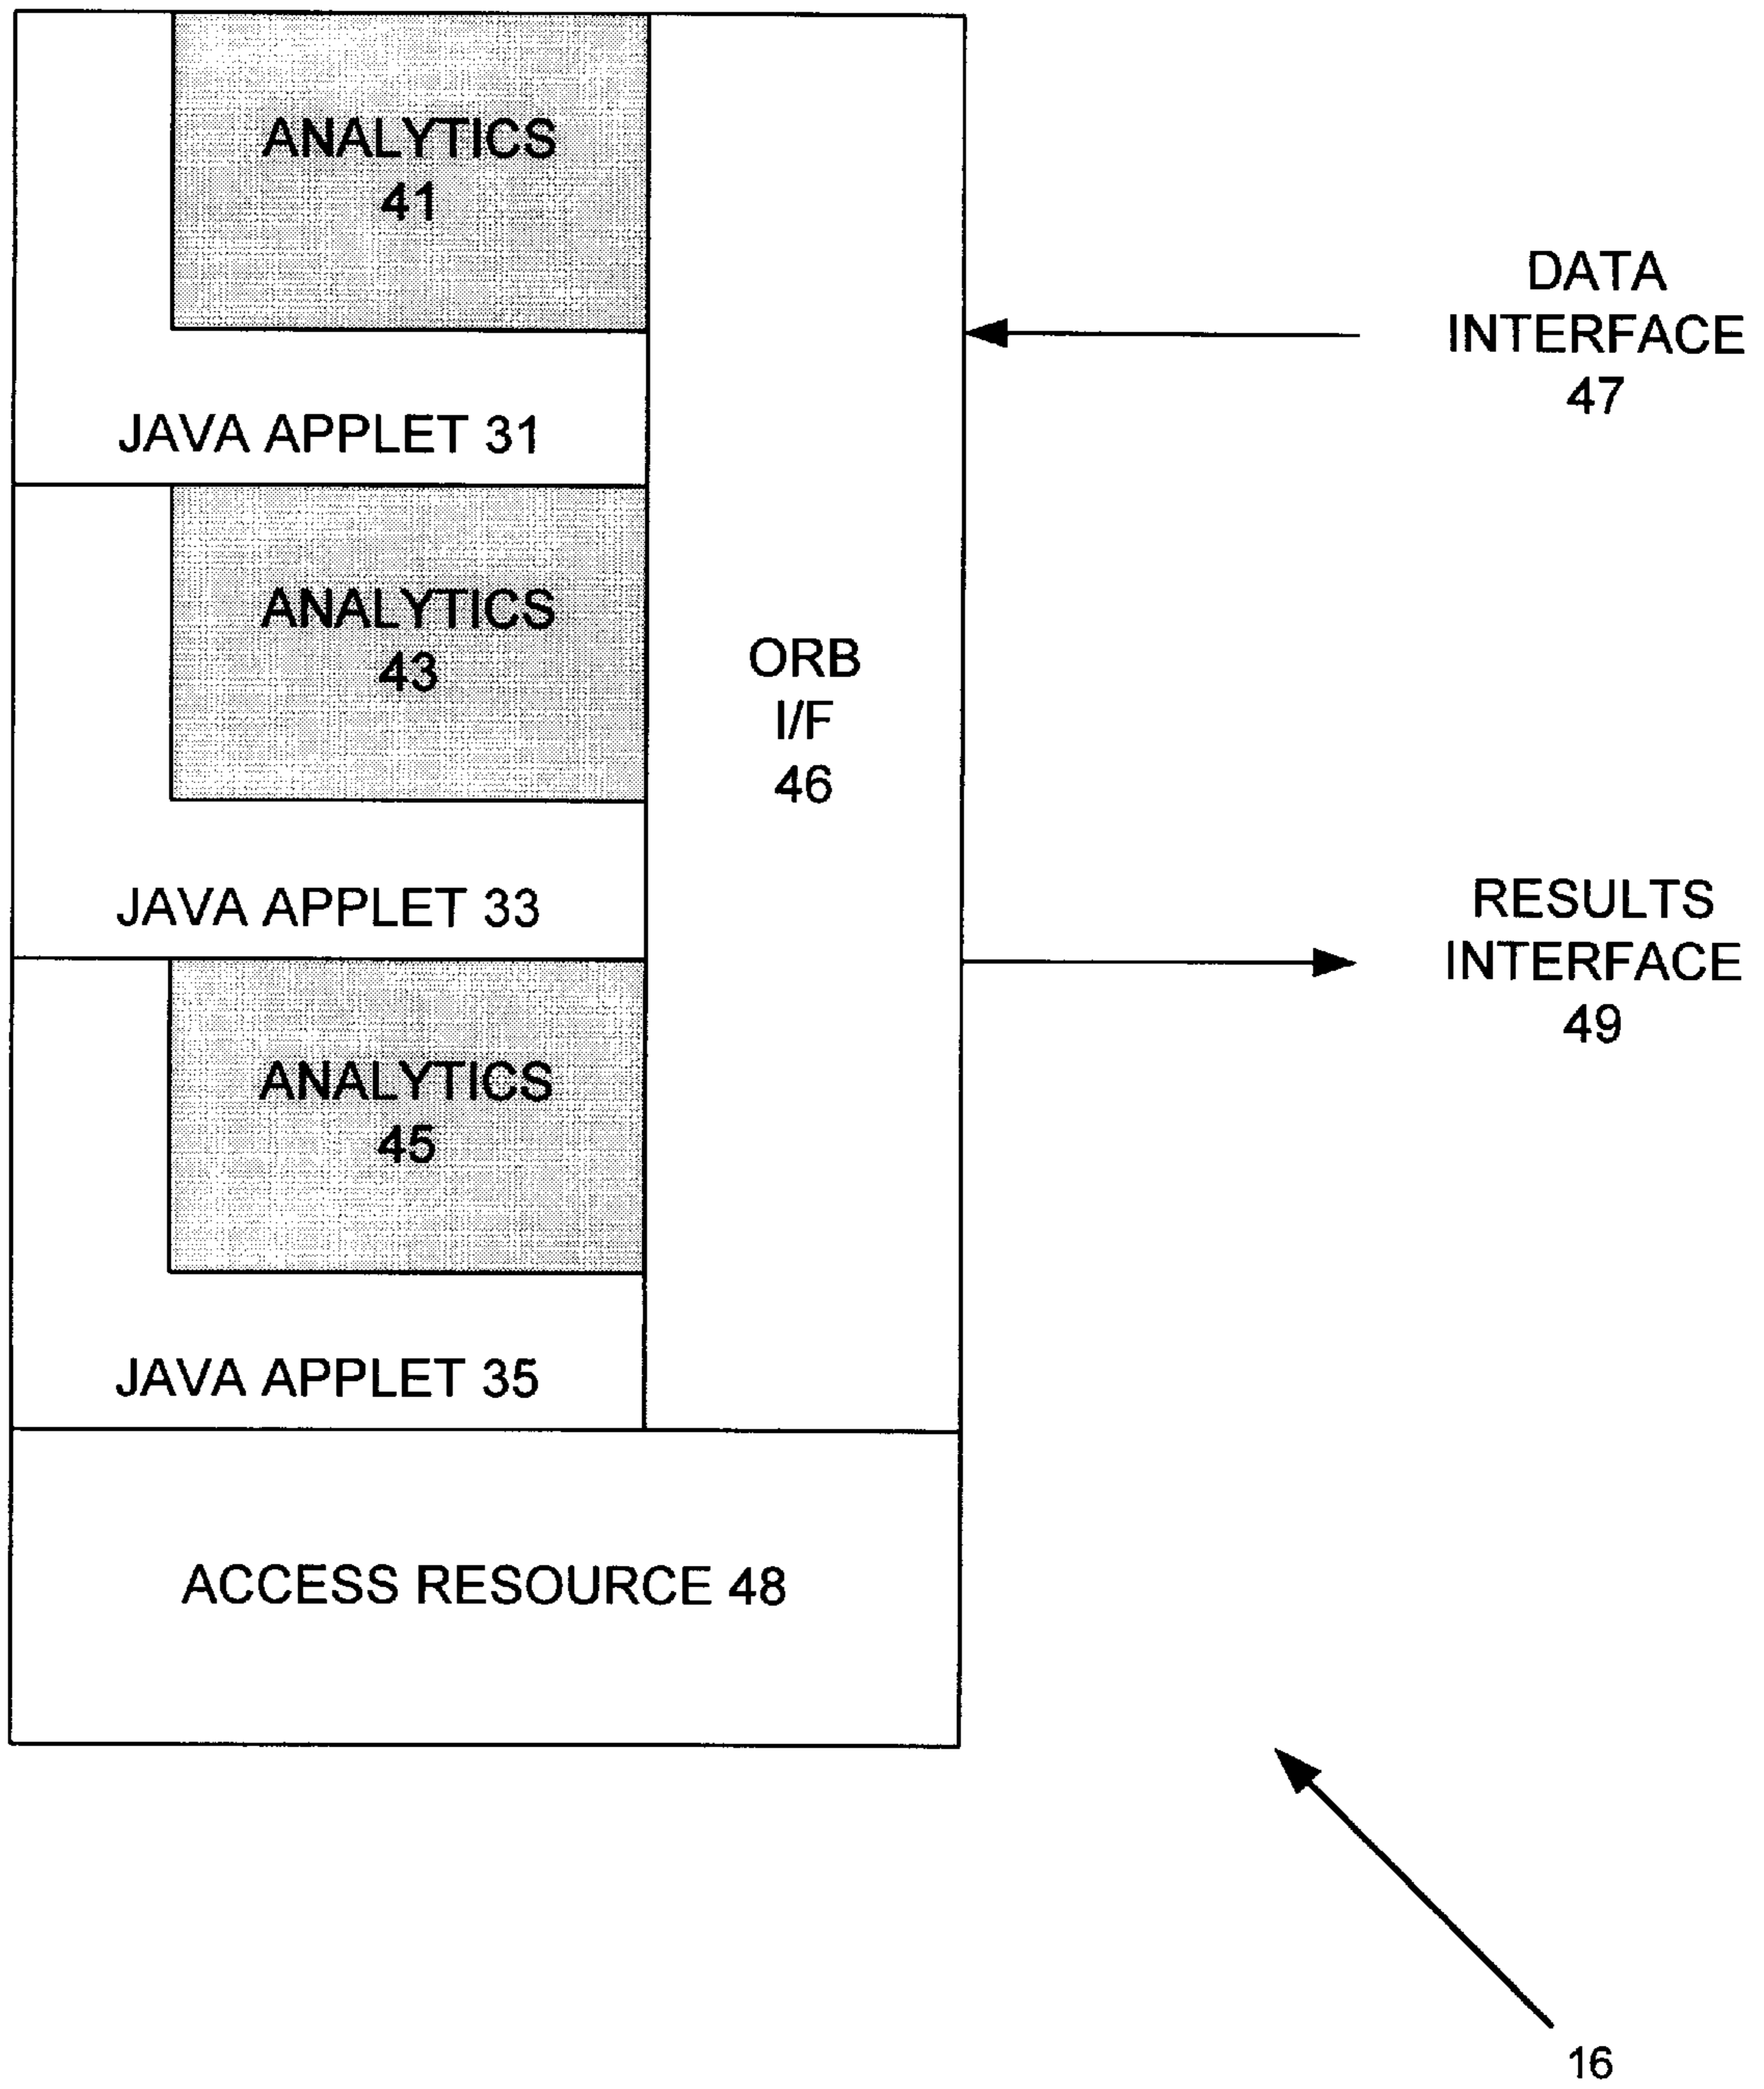 ANALYTICS
41
JAVA APPLET 31
ANALYTICS
43
JAVA APPLET 33
ANALYTICS
45
JAVA APPLET 35
ORB
I/F
46
ACCESS RESOURCE 48
DATA
INTERFACE
47
RESULTS
INTERFACE
49
16